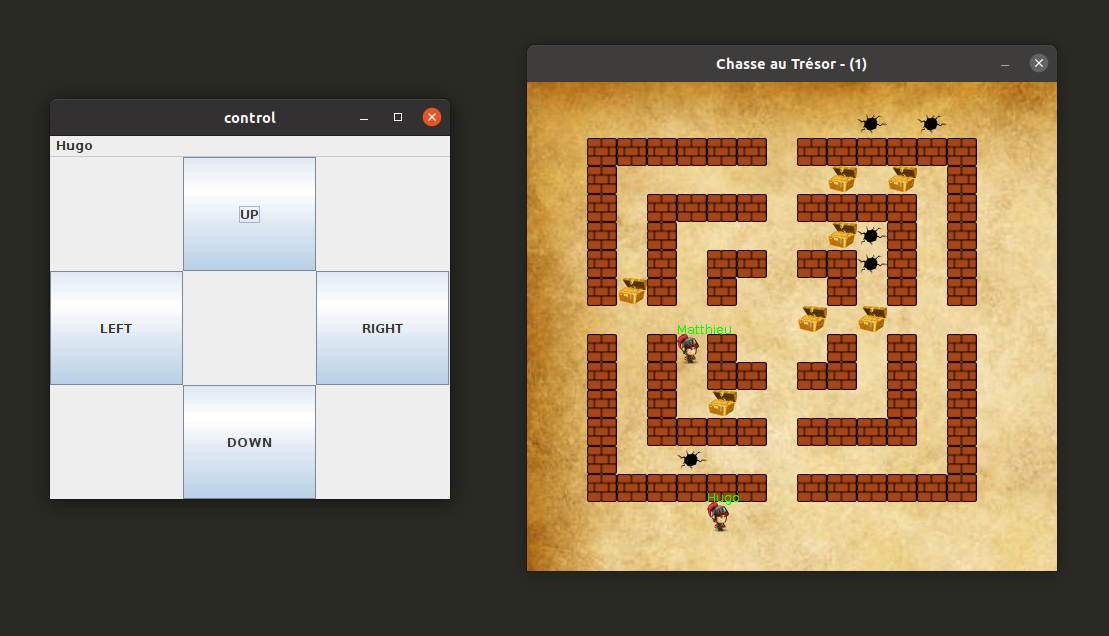 control
Hugo
UP
LEFT
RIGHT
DOWN
Chasse au Trésor - (1)
Matthieu
Hugo